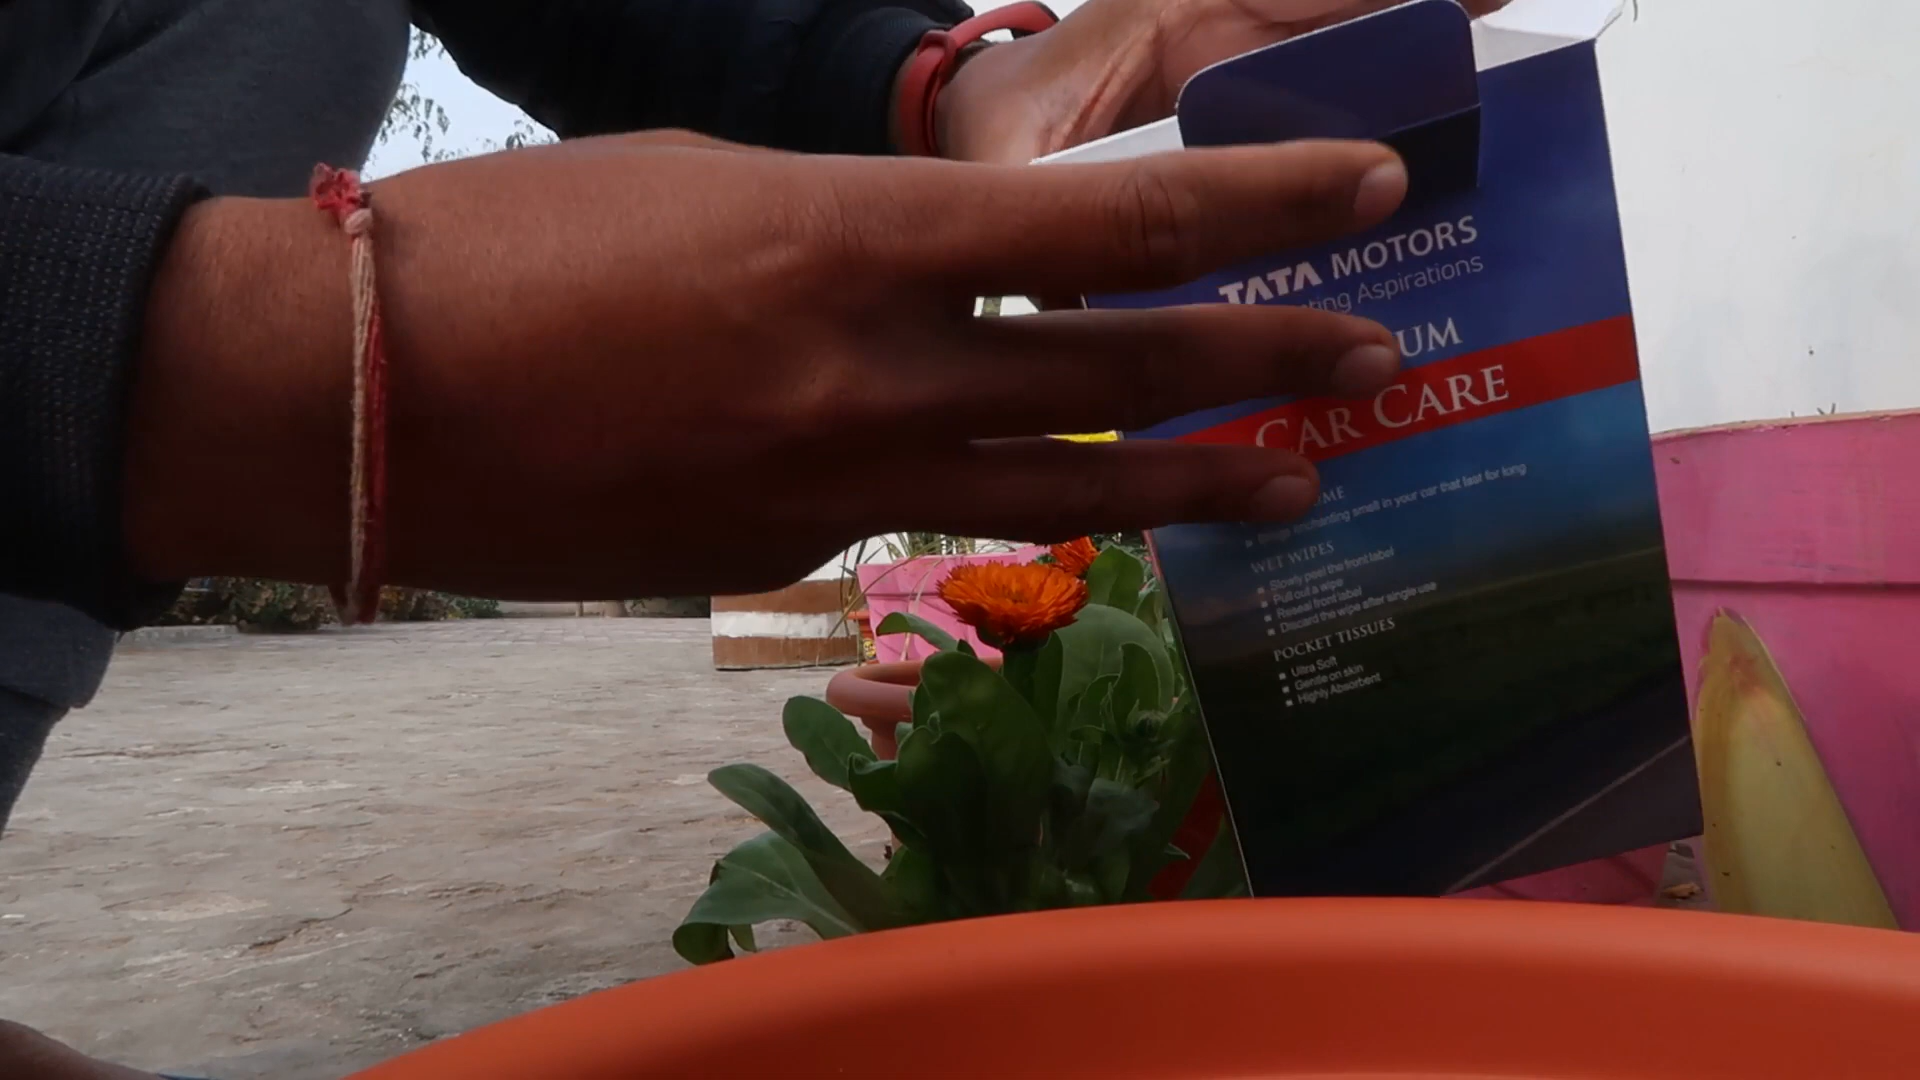 TATA MOTORS
Aspirations
CAR CARE
enchanting smell in your car that last for long
WET WIPES
Slowly peel the front label
Pull out a wipe
Reseal front label
Discard the wipe after single use
POCKET TISSUES
Ultra Soft
Gentle on skin
Highly Absorbent